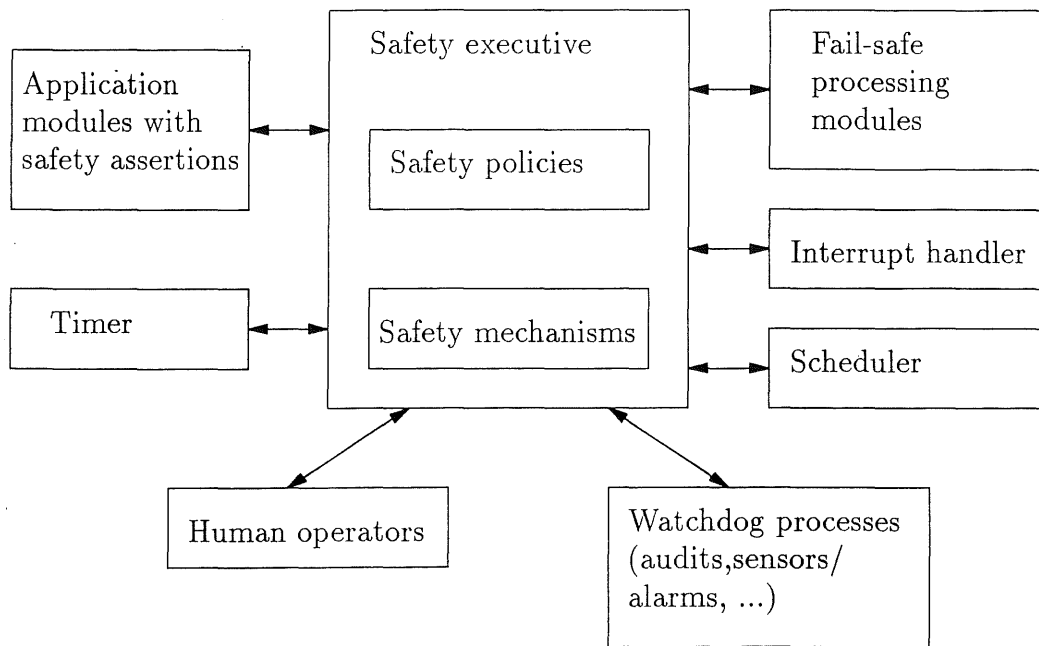 Safety executive
Safety policies
Safety mechanisms
Application
modules with
safety assertions
Timer
Fail-safe
processing
modules
Interrupt handler
Scheduler
Human operators
Watchdog processes
(audits,sensors/
alarms, ...)